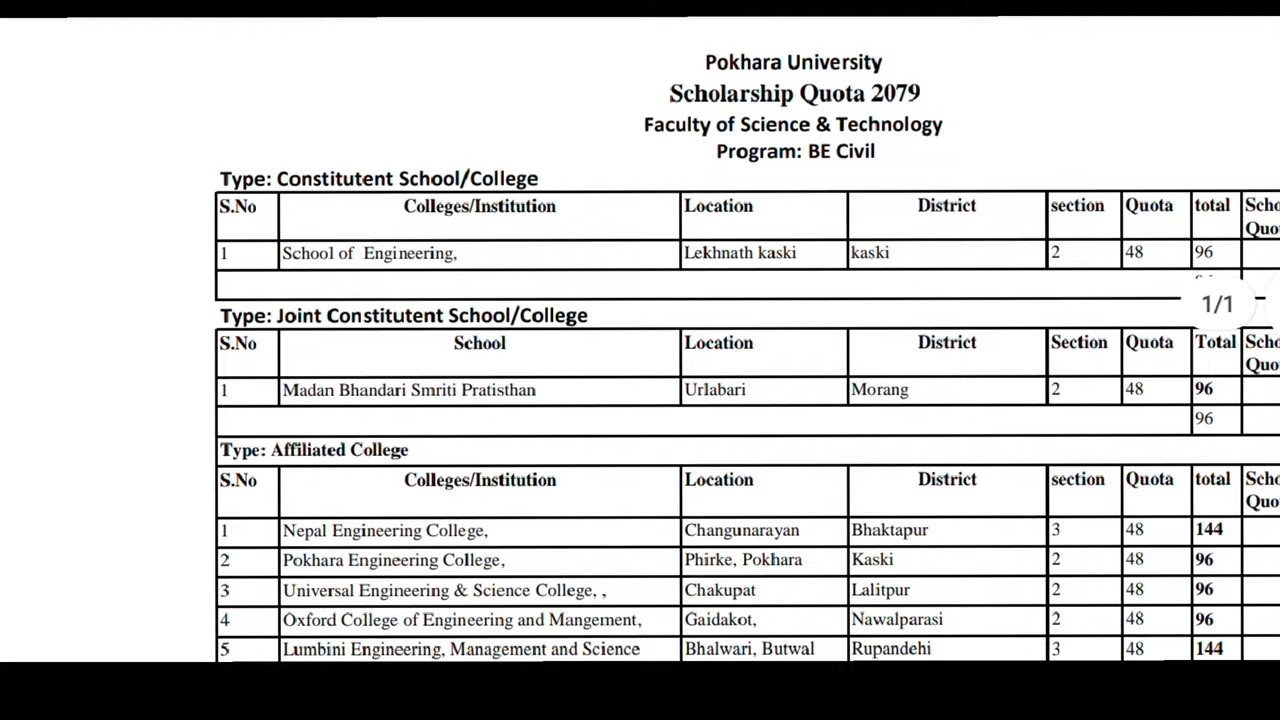 Pokhara University
Scholarship Quota 2079
Faculty of Science & Technology
Program: BE Civil
Type: Constitutent School/College
S.No Colleges/Institution Location District section Quota total
1 School of Engineering, Lekhnath kaski kaski 2 48 96
1/1
Type: Joint Constitutent School/College
S.No School Location District Section Quota Total
1 Madan Bhandari Smriti Pratisthan Urlabari Morang 2 48 96
96
Type: Affiliated College
S.No Colleges/Institution Location District section Quota total
1 Nepal Engineering College, Changunarayan Bhaktapur 3 48 144
2 Pokhara Engineering College, Phirke, Pokhara Kaski 2 48 96
3 Universal Engineering & Science College, , Chakupat Lalitpur 2 48 96
4 Oxford College of Engineering and Mangement, Gaidakot, Nawalparasi 2 48 96
5 Lumbini Engineering, Management and Science Bhalwari, Butwal Rupandehi 3 48 144